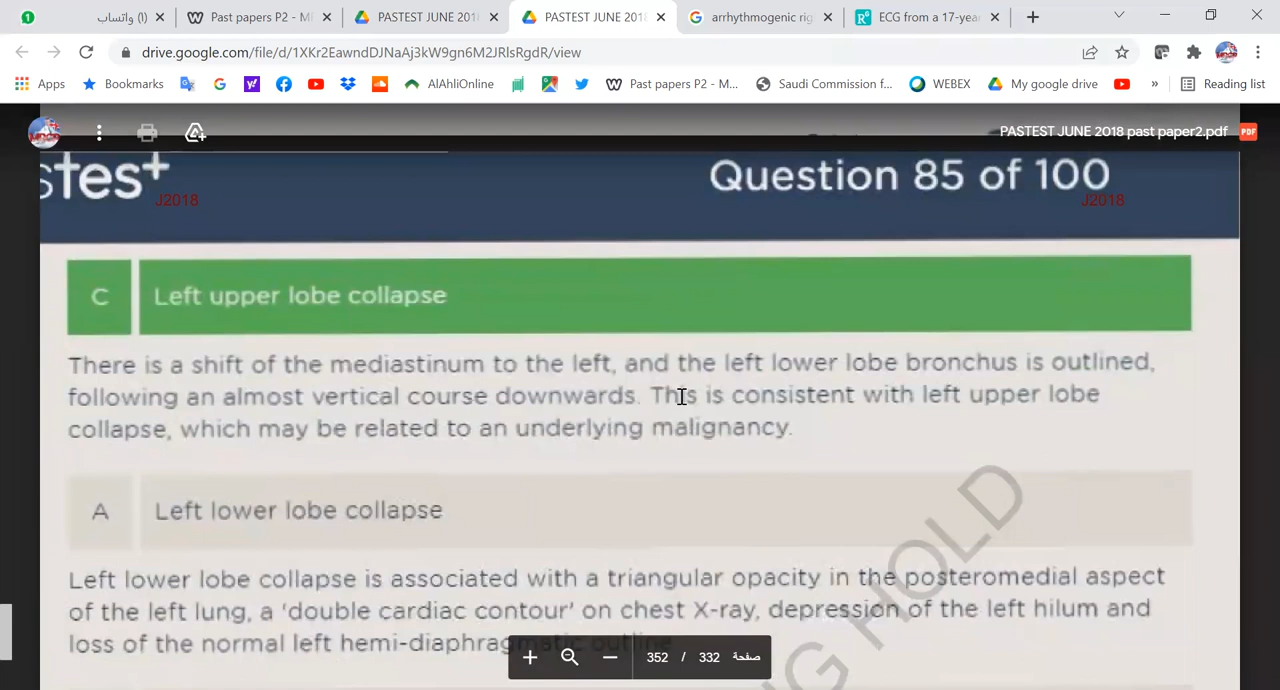 (1) واتساب
Past papers P2 - M
PASTEST JUNE 201
PASTEST JUNE 201
arrhythmogenic rig
ECG from a 17-yea
drive.google.com/file/d/1XKr2EawndDJNaAj3kW9gn6M2JRlsRgdR/view
Apps
Bookmarks
AlAhliOnline
Past papers P2 - M...
Saudi Commission f...
WEBEX
My google drive
Reading list
PASTEST JUNE 2018 past paper2.pdf
PDF
stest+
Question 85 of 100
J2018
J2018
C Left upper lobe collapse
There is a shift of the mediastinum to the left, and the left lower lobe bronchus is outlined,
following an almost vertical course downwards. This is consistent with left upper lobe
collapse, which may be related to an underlying malignancy.
A Left lower lobe collapse
Left lower lobe collapse is associated with a triangular opacity in the posteromedial aspect
of the left lung, a 'double cardiac contour' on chest X-ray, depression of the left hilum and
loss of the normal left hemi-diaphragmatic outline
HOLD
352 / 332 صفحة